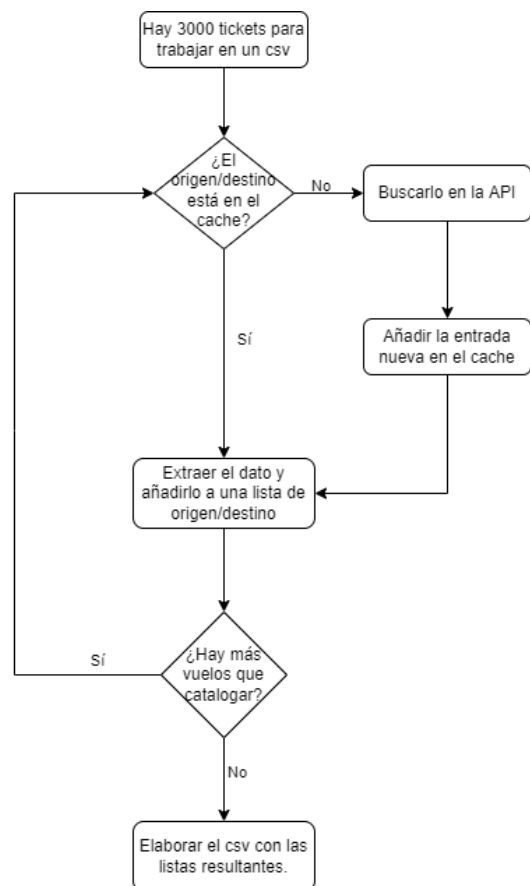 Hay 3000 tickets para
trabajar en un csv
¿El
origen/destino
está en el
cache?
No
Buscarlo en la API
Añadir la entrada
nueva en el cache
Sí
Extraer el dato y
añadirlo a una lista de
origen/destino
¿Hay más
vuelos que
catalogar?
Sí
No
Elaborar el csv con las
listas resultantes.